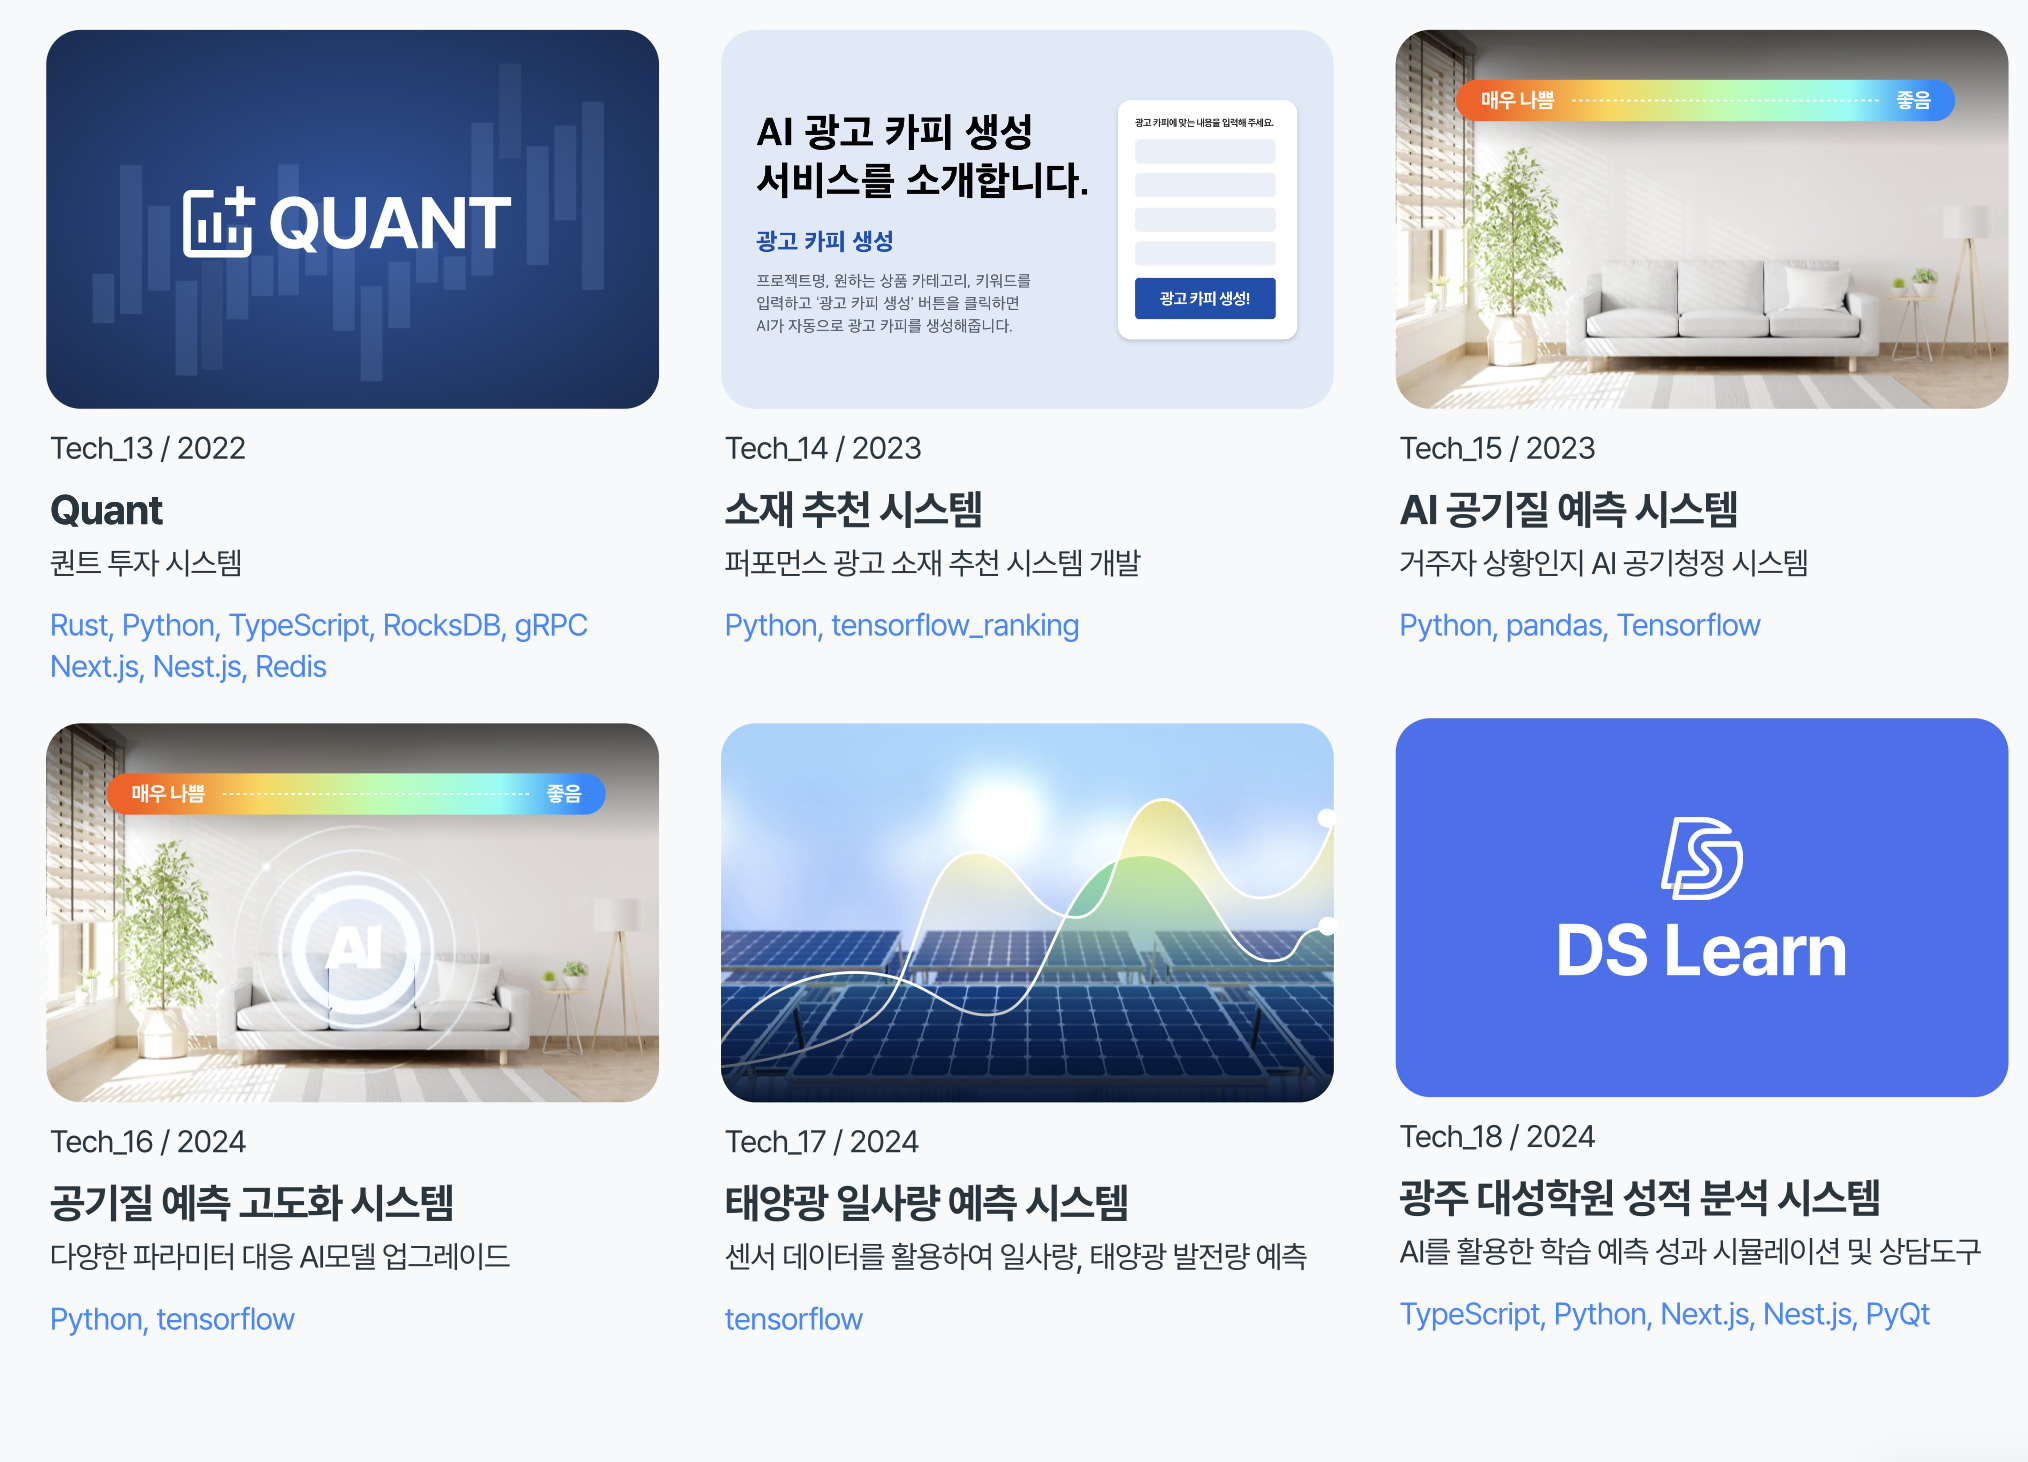 QUANT
Tech_13 / 2022
Quant
퀀트 투자 시스템
Rust, Python, TypeScript, RocksDB, gRPC
Next.js, Nest.js, Redis
AI 광고 카피 생성
서비스를 소개합니다.
광고 카피 생성
프로젝트명, 원하는 상품 카테고리, 키워드를
입력하고 '광고 카피 생성' 버튼을 클릭하면
AI가 자동으로 광고 카피를 생성해줍니다.
광고 카피에 맞는 내용을 입력해 주세요.
광고 카피 생성!
Tech_14 / 2023
소재 추천 시스템
퍼포먼스 광고 소재 추천 시스템 개발
Python, tensorflow_ranking
매우 나쁨 좋음
Tech_15 / 2023
AI 공기질 예측 시스템
거주자 상황인지 AI 공기청정 시스템
Python, pandas, Tensorflow
매우 나쁨 좋음
AI
Tech_16 / 2024
공기질 예측 고도화 시스템
다양한 파라미터 대응 AI모델 업그레이드
Python, tensorflow
Tech_17 / 2024
태양광 일사량 예측 시스템
센서 데이터를 활용하여 일사량, 태양광 발전량 예측
tensorflow
DS Learn
Tech_18 / 2024
광주 대성학원 성적 분석 시스템
AI를 활용한 학습 예측 성과 시뮬레이션 및 상담도구
TypeScript, Python, Next.js, Nest.js, PyQt